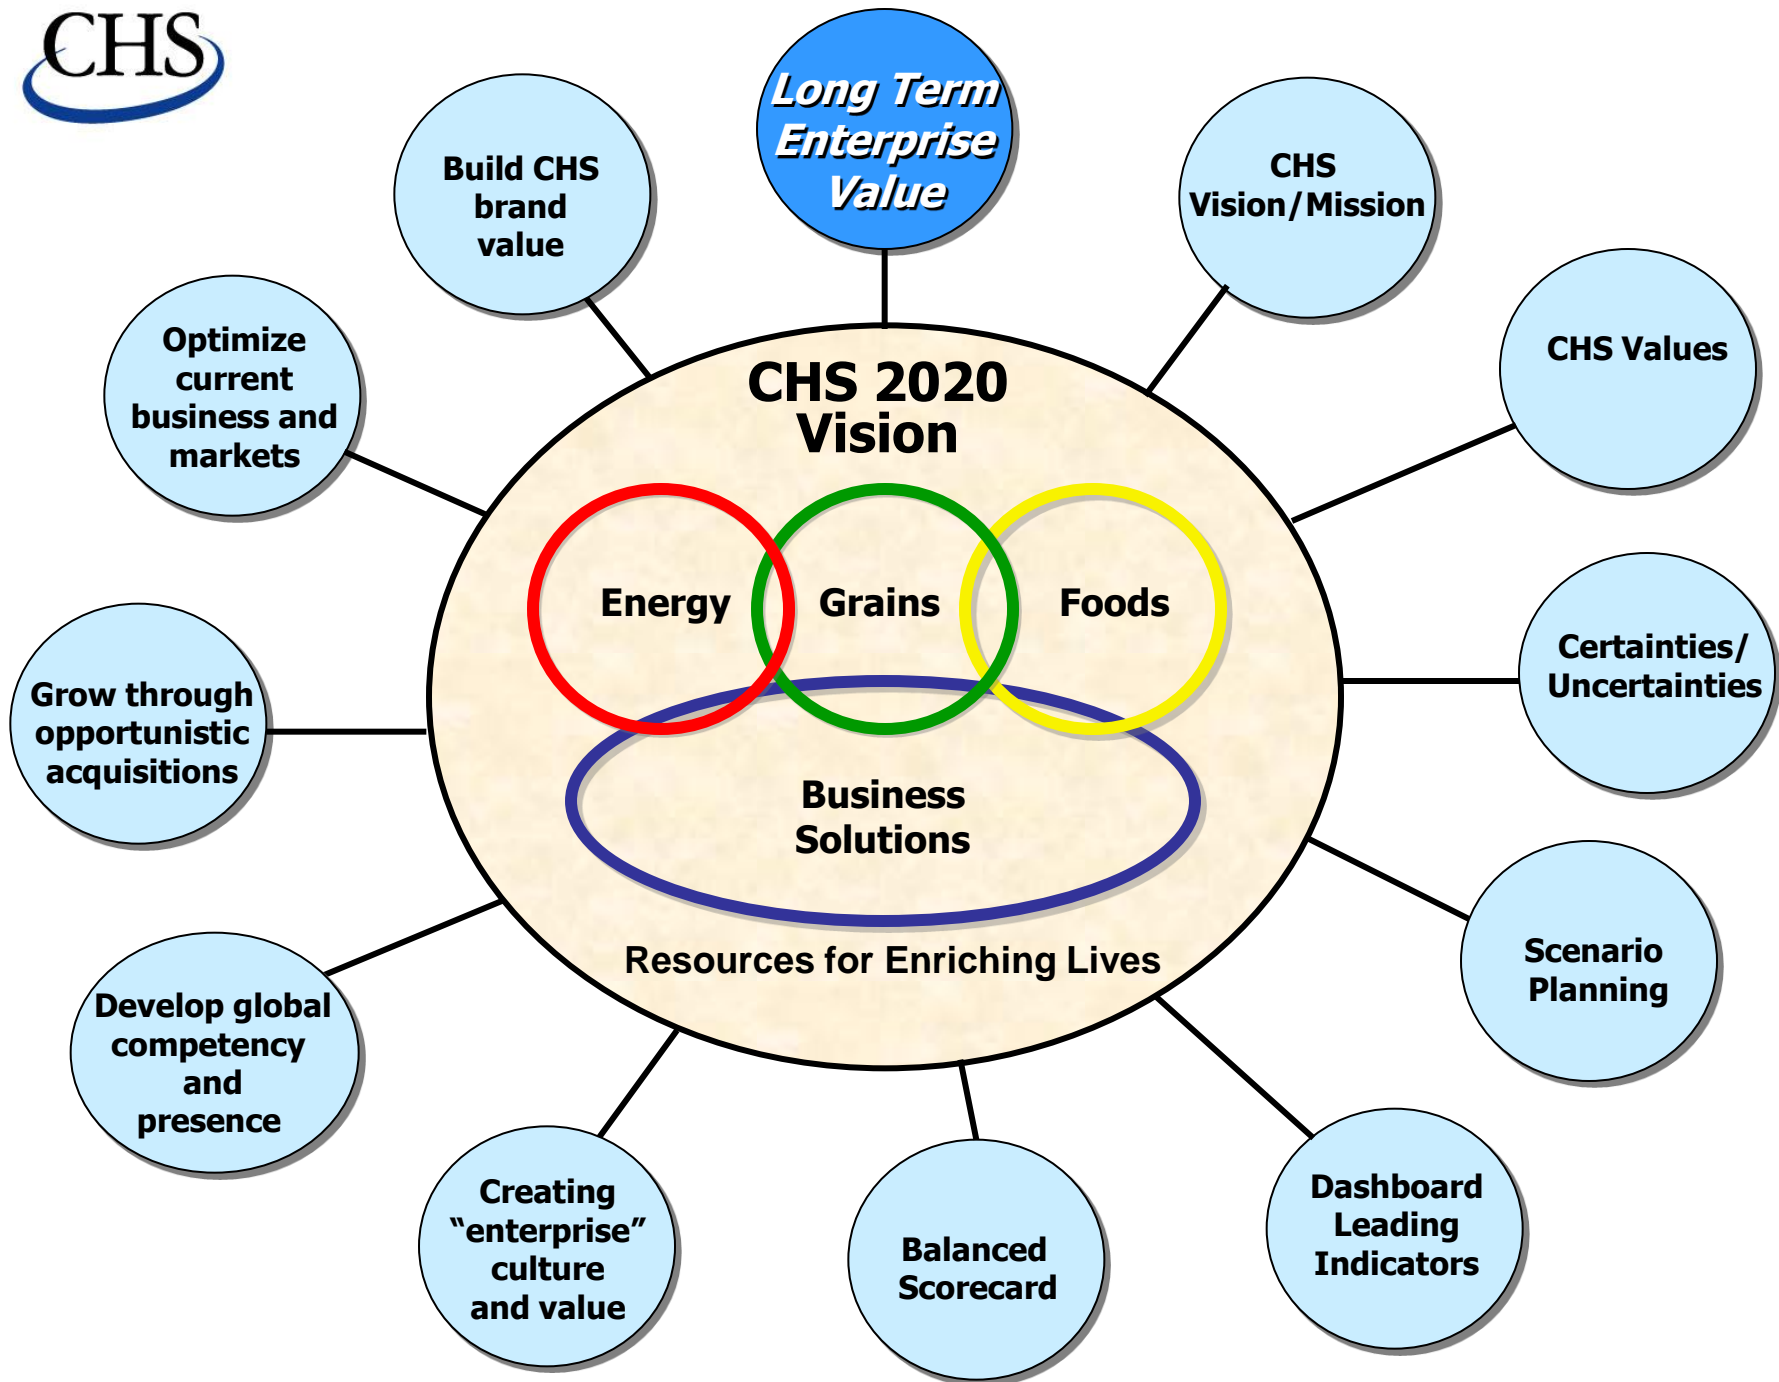 CHS
Long Term
Enterprise
Value
CHS
Vision/Mission
CHS Values
Certainties/
Uncertainties
Scenario
Planning
Dashboard
Leading
Indicators
Balanced
Scorecard
Creating
“enterprise”
culture
and value
Develop global
competency
and
presence
Grow through
opportunistic
acquisitions
Optimize
current
business and
markets
Build CHS
brand
value
CHS 2020
Vision
Energy
Grains
Foods
Business
Solutions
Resources for Enriching Lives